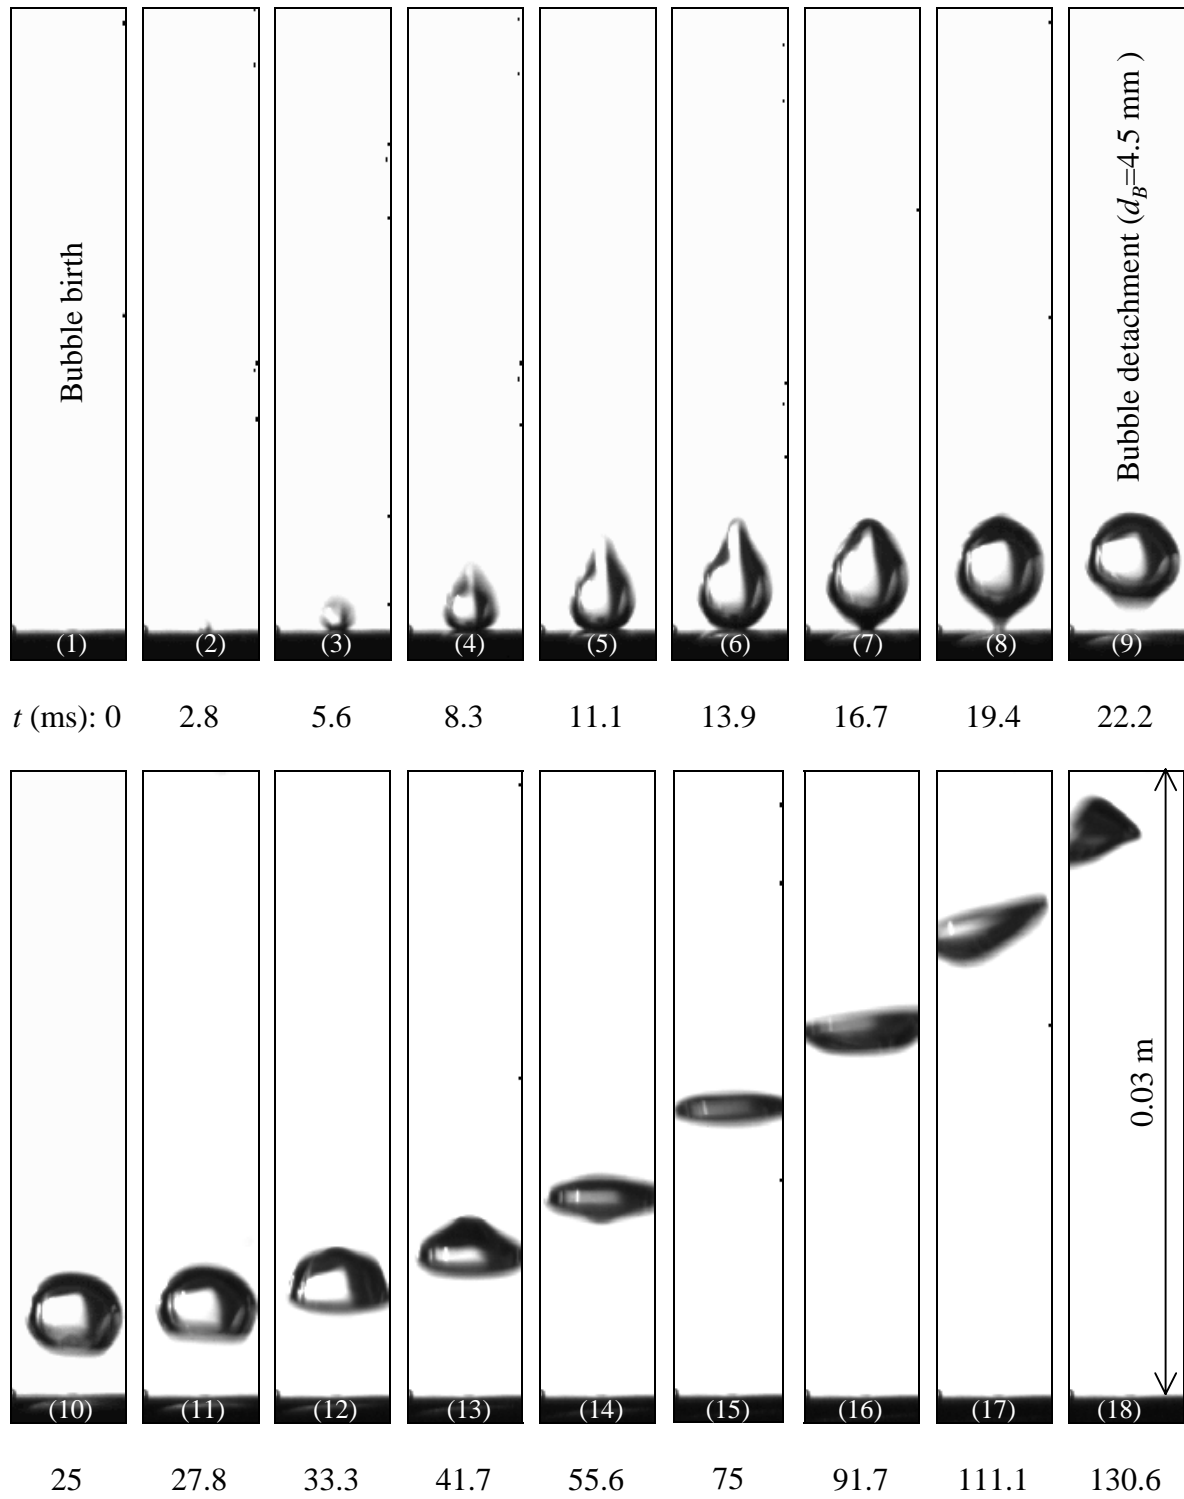 Bubble birth
Bubble detachment (d_B=4.5 mm )
(1) (2) (3) (4) (5) (6) (7) (8) (9)
t (ms): 0 2.8 5.6 8.3 11.1 13.9 16.7 19.4 22.2
0.03 m
(10) (11) (12) (13) (14) (15) (16) (17) (18)
25 27.8 33.3 41.7 55.6 75 91.7 111.1 130.6